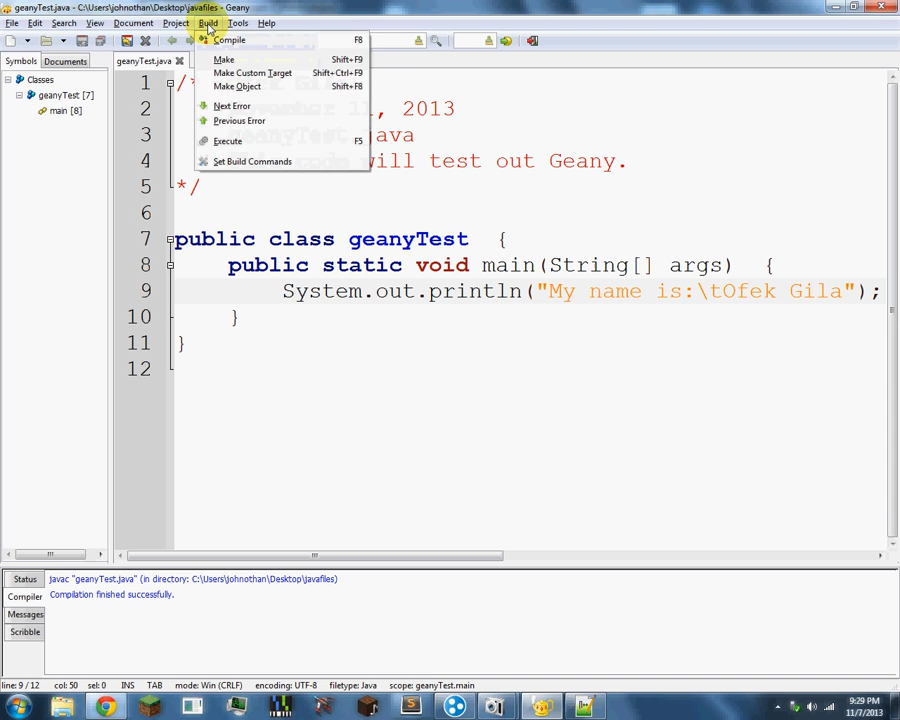 geanyTest.java - C:\Users\johnothan\Desktop\javafiles - Geany
File Edit Search View Document Project Build Tools Help
Symbols Documents
geanyTest.java
Classes
geanyTest [7]
main [8]
Compile F8
Make Shift+F9
Make Custom Target Shift+Ctrl+F9
Make Object Shift+F8
Next Error
Previous Error
Execute F5
Set Build Commands
1 /*
2 11, 2013
3 java
4 will test out Geany.
5 */
6
7 public class geanyTest {
8 public static void main(String[] args) {
9 System.out.println("My name is:\tOfek Gila");
10 }
11 }
12
Status
Compiler
Messages
Scribble
javac "geanyTest.java" (in directory: C:\Users\johnothan\Desktop\javafiles)
Compilation finished successfully.
line: 9 / 12 col: 50 sel: 0 INS TAB mode: Win (CRLF) encoding: UTF-8 filetype: Java scope: geanyTest.main
9:29 PM
11/7/2013